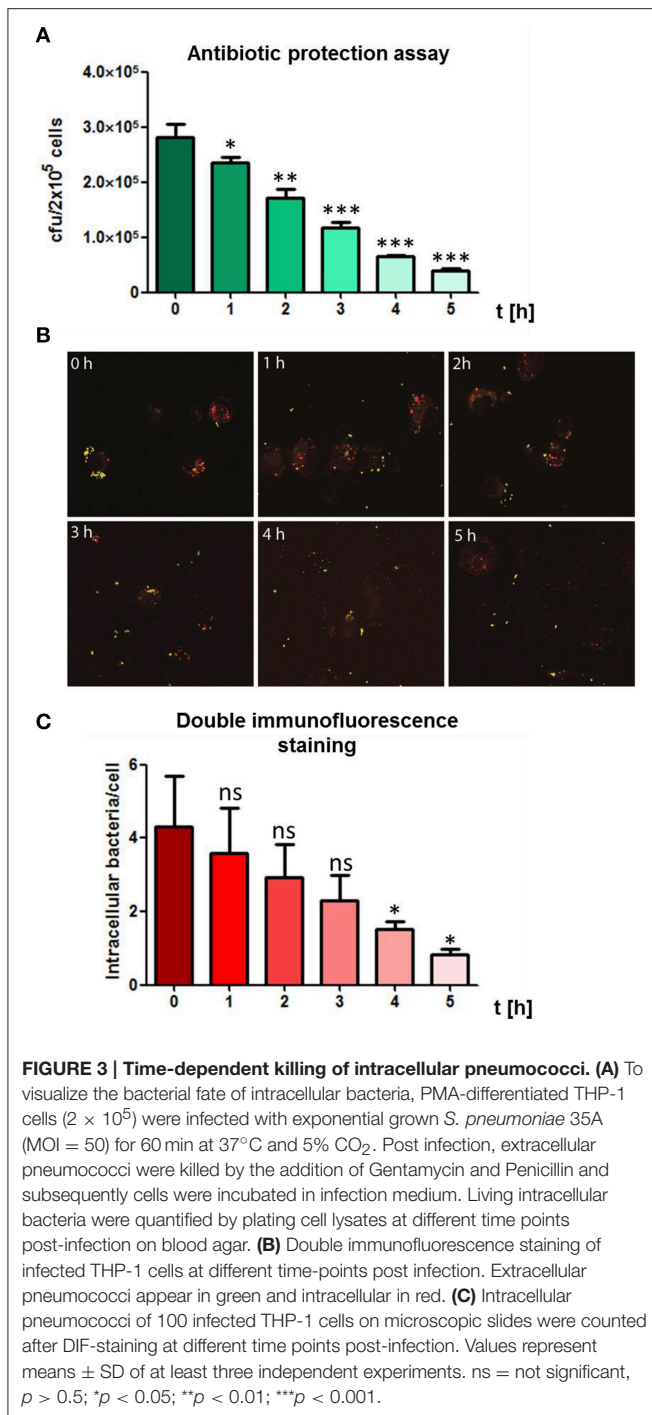 A
Antibiotic protection assay
cfu/2x10⁵ cells
4.0×10⁵
3.0×10⁵
2.0×10⁵
1.0×10⁵
0
* ** *** *** ***
0 1 2 3 4 5 t [h]
B
0 h 1 h 2h
3 h 4 h 5 h
C
Double immunofluorescence
staining
Intracellular bacteria/cell
6
4
2
0
ns ns ns * *
0 1 2 3 4 5 t [h]
FIGURE 3 | Time-dependent killing of intracellular pneumococci. (A) To
visualize the bacterial fate of intracellular bacteria, PMA-differentiated THP-1
cells (2 × 10⁵) were infected with exponential grown S. pneumoniae 35A
(MOI = 50) for 60 min at 37°C and 5% CO₂. Post infection, extracellular
pneumococci were killed by the addition of Gentamycin and Penicillin and
subsequently cells were incubated in infection medium. Living intracellular
bacteria were quantified by plating cell lysates at different time points
post-infection on blood agar. (B) Double immunofluorescence staining of
infected THP-1 cells at different time-points post infection. Extracellular
pneumococci appear in green and intracellular in red. (C) Intracellular
pneumococci of 100 infected THP-1 cells on microscopic slides were counted
after DIF-staining at different time points post-infection. Values represent
means ± SD of at least three independent experiments. ns = not significant,
p > 0.5; *p < 0.05; **p < 0.01; ***p < 0.001.